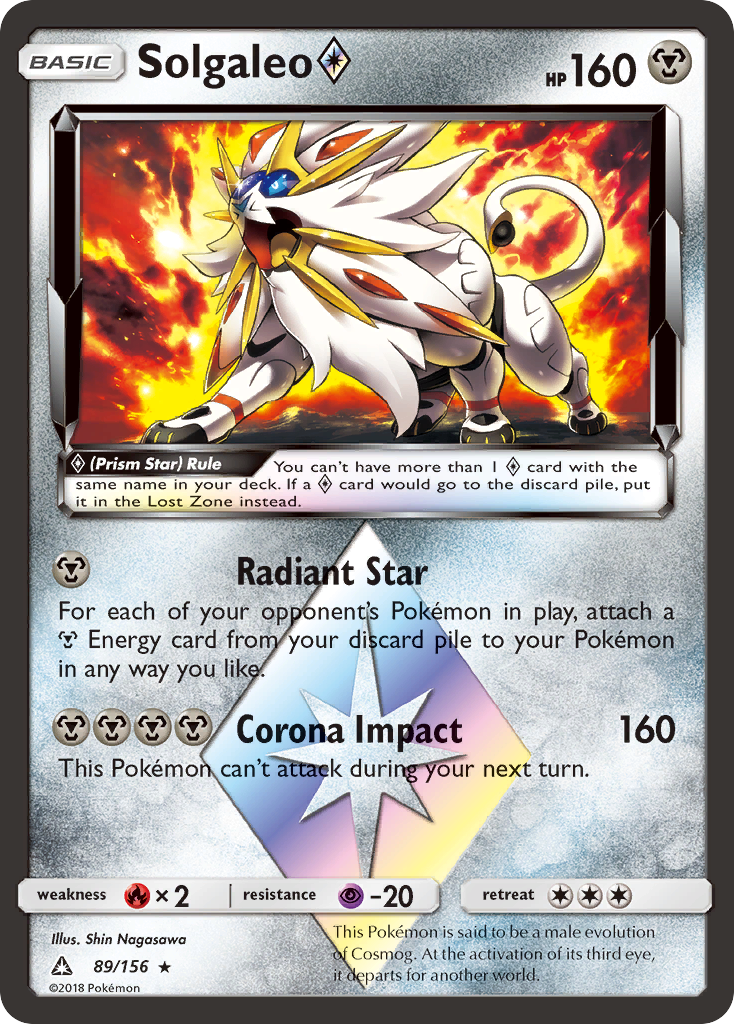 BASIC Solgaleo HP 160
(Prism Star) Rule You can't have more than 1 card with the
same name in your deck. If a card would go to the discard pile, put
it in the Lost Zone instead.
Radiant Star
For each of your opponent's Pokémon in play, attach a
Energy card from your discard pile to your Pokémon
in any way you like.
Corona Impact 160
This Pokémon can't attack during your next turn.
weakness × 2 resistance -20 retreat
Illus. Shin Nagasawa
89/156 ★
©2018 Pokémon
This Pokémon is said to be a male evolution
of Cosmog. At the activation of its third eye,
it departs for another world.